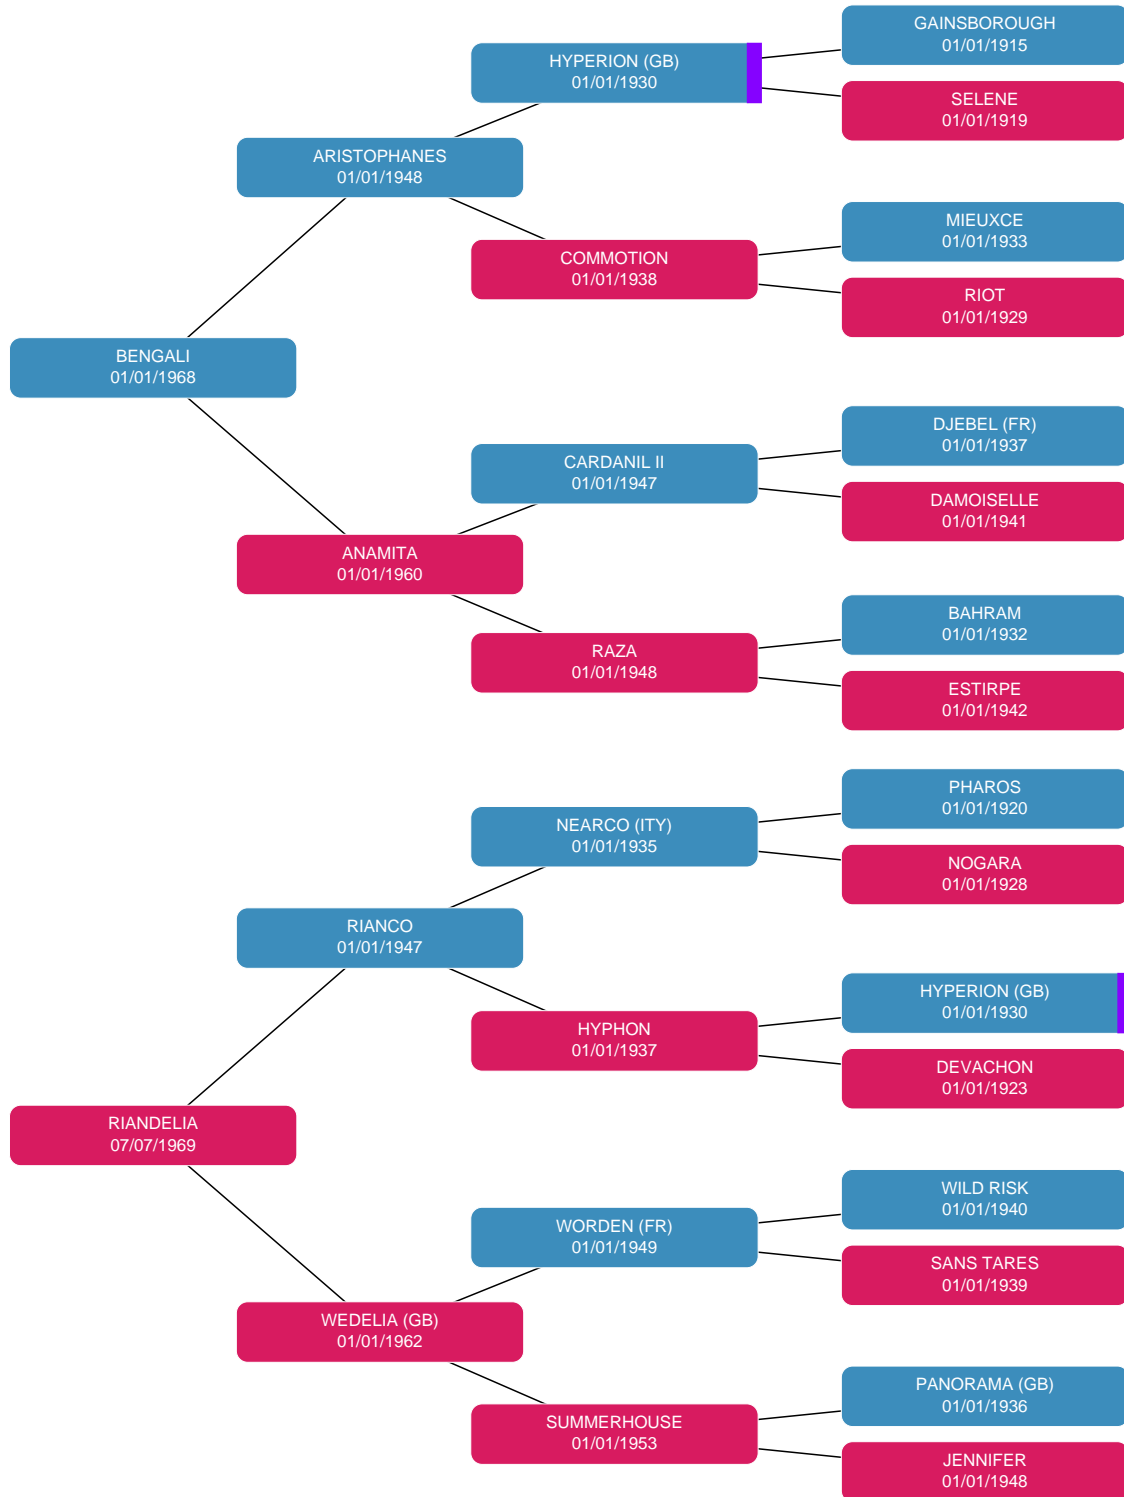 GAINSBOROUGH
01/01/1915
HYPERION (GB)
01/01/1930
SELENE
01/01/1919
ARISTOPHANES
01/01/1948
MIEUXCE
01/01/1933
COMMOTION
01/01/1938
RIOT
01/01/1929
BENGALI
01/01/1968
DJEBEL (FR)
01/01/1937
CARDANIL II
01/01/1947
DAMOISELLE
01/01/1941
ANAMITA
01/01/1960
BAHRAM
01/01/1932
RAZA
01/01/1948
ESTIRPE
01/01/1942
PHAROS
01/01/1920
NEARCO (ITY)
01/01/1935
NOGARA
01/01/1928
RIANCO
01/01/1947
HYPERION (GB)
01/01/1930
HYPHON
01/01/1937
DEVACHON
01/01/1923
RIANDELIA
07/07/1969
WILD RISK
01/01/1940
WORDEN (FR)
01/01/1949
SANS TARES
01/01/1939
WEDELIA (GB)
01/01/1962
PANORAMA (GB)
01/01/1936
SUMMERHOUSE
01/01/1953
JENNIFER
01/01/1948